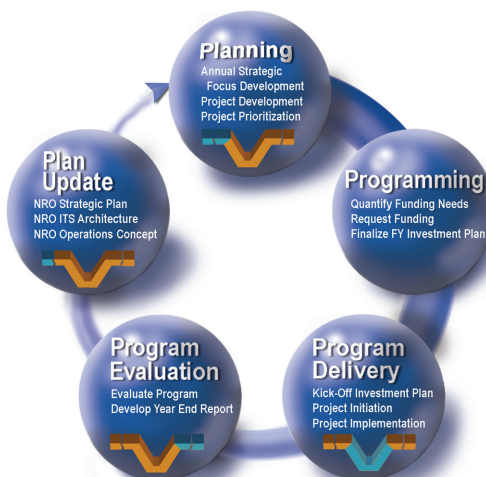 Planning
Annual Strategic
Focus Development
Project Development
Project Prioritization
Programming
Quantify Funding Needs
Request Funding
Finalize FY Investment Plan
Program
Delivery
Kick-Off Investment Plan
Project Initiation
Project Implementation
Program
Evaluation
Evaluate Program
Develop Year End Report
Plan
Update
NRO Strategic Plan
NRO ITS Architecture
NRO Operations Concept